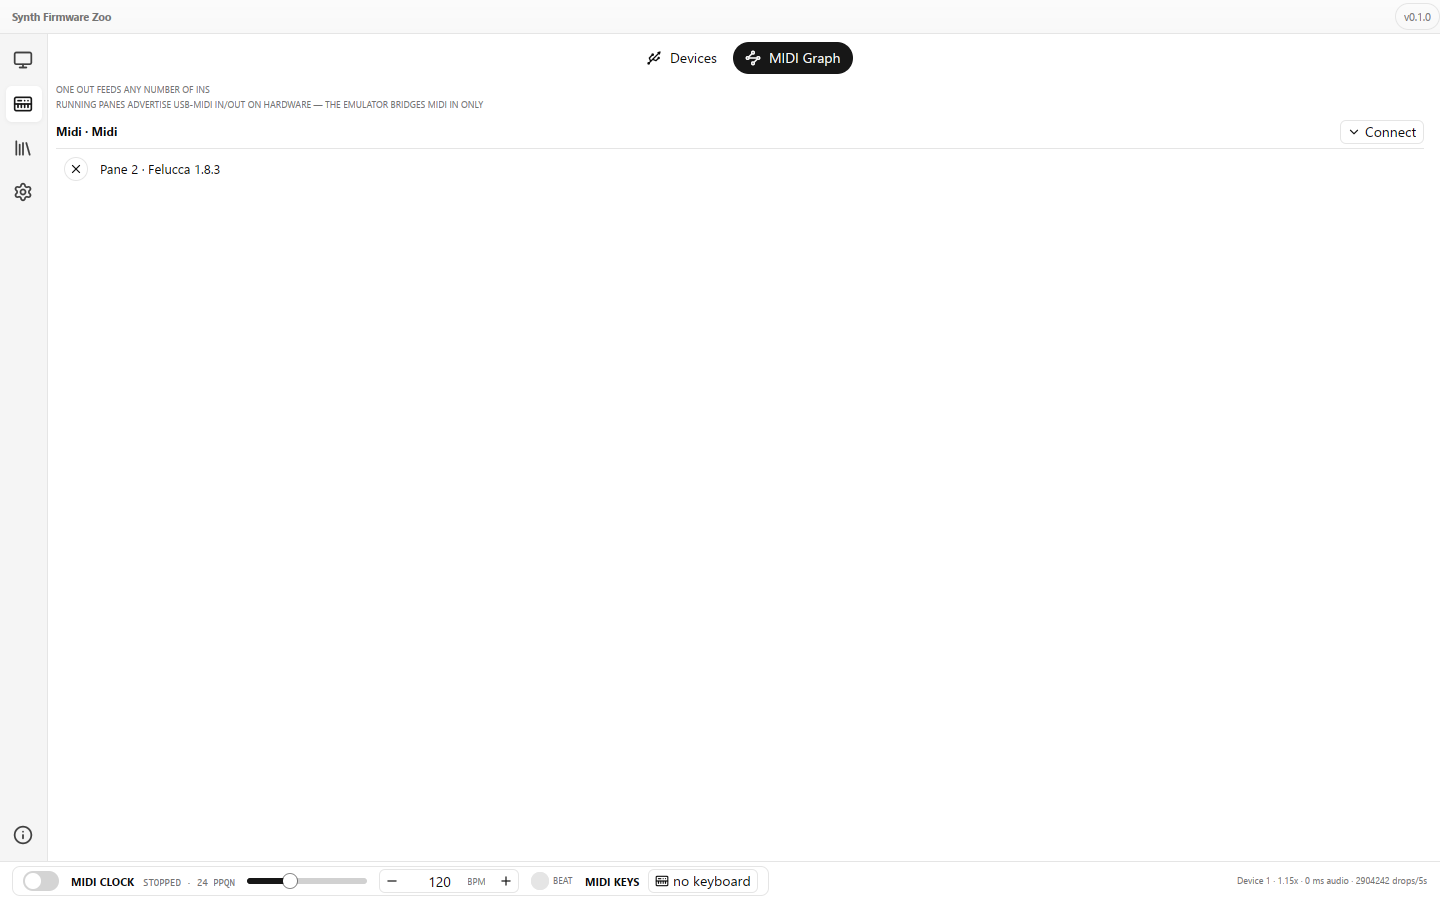 Synth Firmware Zoo
v0.1.0
Devices
MIDI Graph
ONE OUT FEEDS ANY NUMBER OF INS
RUNNING PANES ADVERTISE USB-MIDI IN/OUT ON HARDWARE — THE EMULATOR BRIDGES MIDI IN ONLY
Midi · Midi
Connect
Pane 2 · Felucca 1.8.3
MIDI CLOCK
STOPPED · 24 PPQN
120
BPM
BEAT
MIDI KEYS
no keyboard
Device 1 · 1.15x · 0 ms audio · 2904242 drops/5s